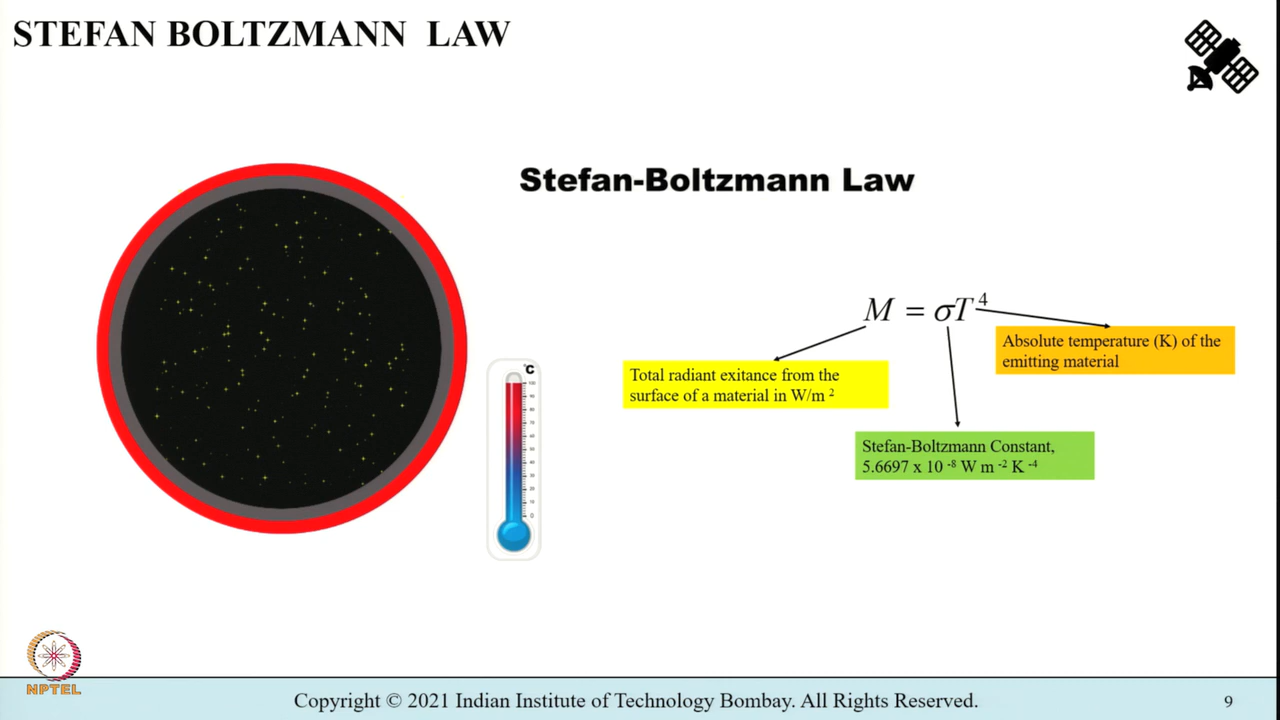 STEFAN BOLTZMANN LAW
Stefan-Boltzmann Law
M = σT⁴
Absolute temperature (K) of the
emitting material
Total radiant exitance from the
surface of a material in W/m ²
Stefan-Boltzmann Constant,
5.6697 x 10 ⁻⁸ W m ⁻² K ⁻⁴
°C
NPTEL
Copyright © 2021 Indian Institute of Technology Bombay. All Rights Reserved.
9